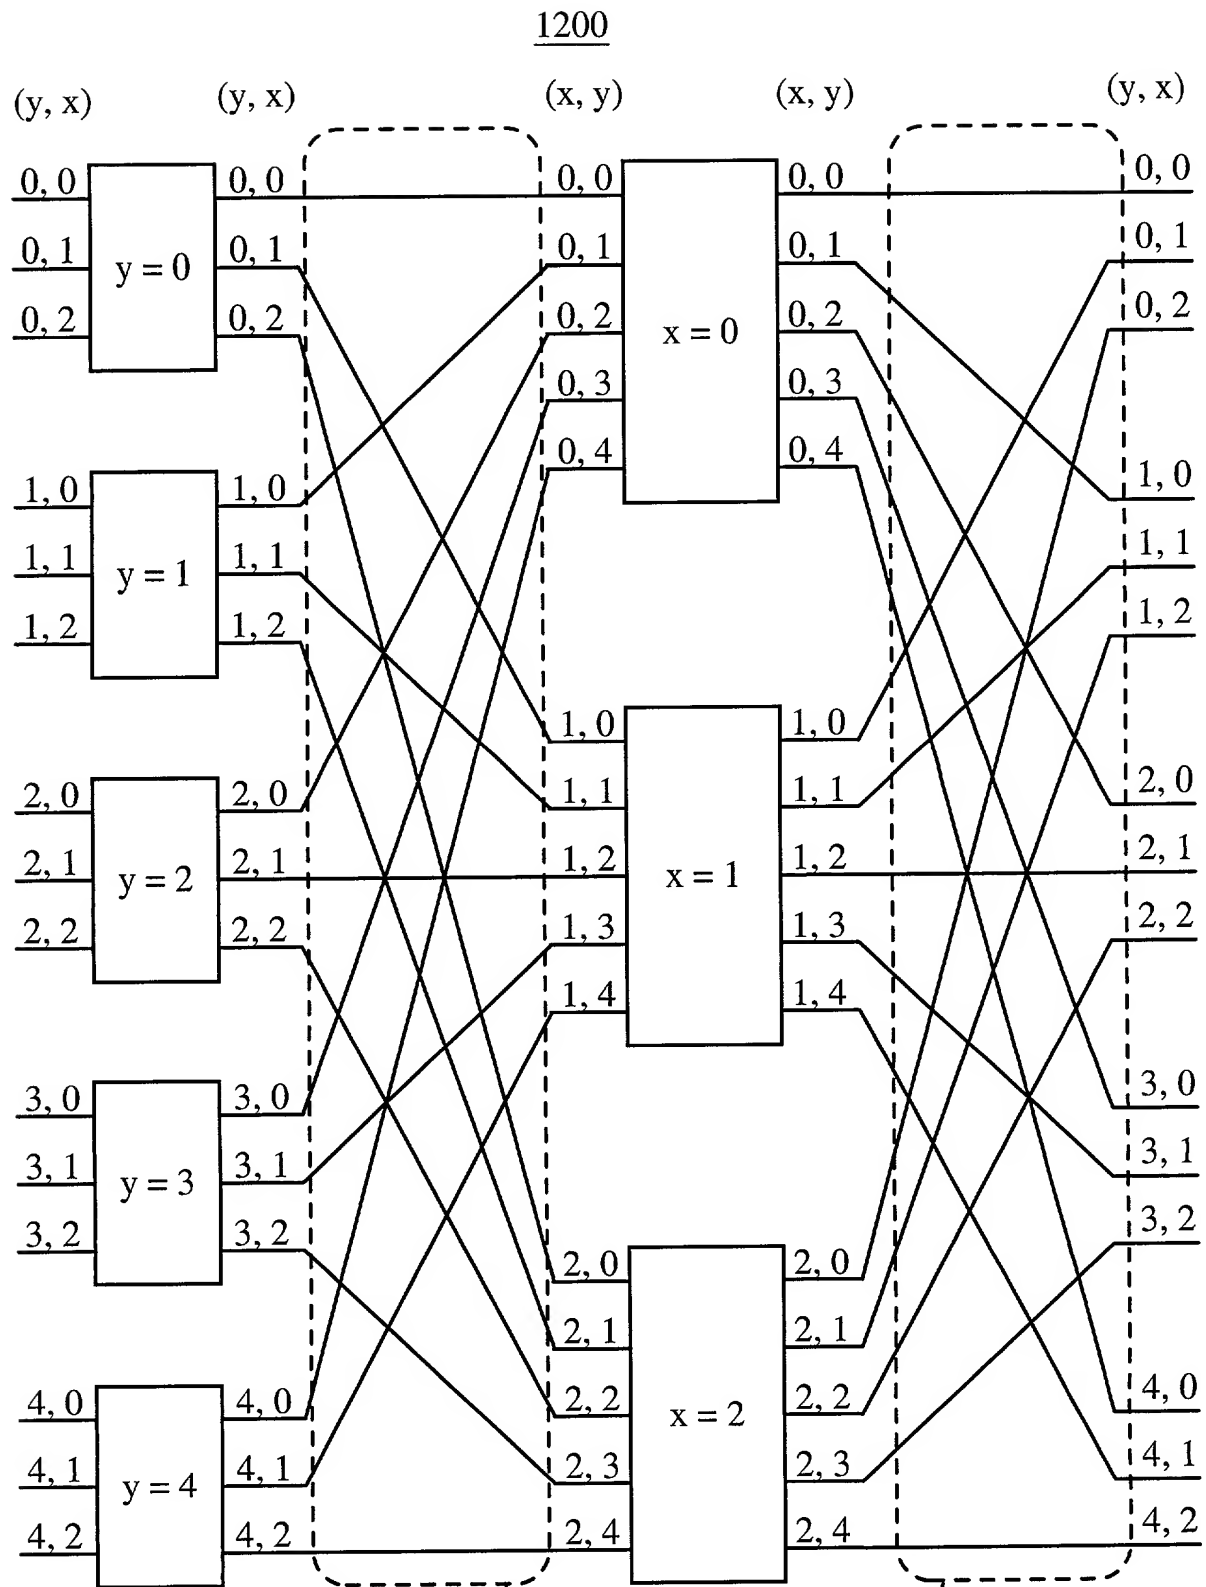 1200
(y, x) (y, x) (x, y) (x, y) (y, x)
0, 0 0, 0 0, 0 0, 0 0, 0
0, 1 y = 0 0, 1 0, 1 0, 1 0, 1
0, 2 0, 2 0, 2 x = 0 0, 2 0, 2
0, 3 0, 3
0, 4 0, 4
1, 0 1, 0 1, 0
1, 1 y = 1 1, 1 1, 1
1, 2 1, 2 1, 2
1, 0 1, 0
2, 0 2, 0 1, 1 1, 1 2, 0
2, 1 y = 2 2, 1 1, 2 x = 1 1, 2 2, 1
2, 2 2, 2 1, 3 1, 3 2, 2
1, 4 1, 4
3, 0 3, 0 3, 0
3, 1 y = 3 3, 1 3, 1
3, 2 3, 2 3, 2
2, 0 2, 0
2, 1 2, 1
4, 0 4, 0 2, 2 x = 2 2, 2 4, 0
4, 1 y = 4 4, 1 2, 3 2, 3 4, 1
4, 2 4, 2 2, 4 2, 4 4, 2